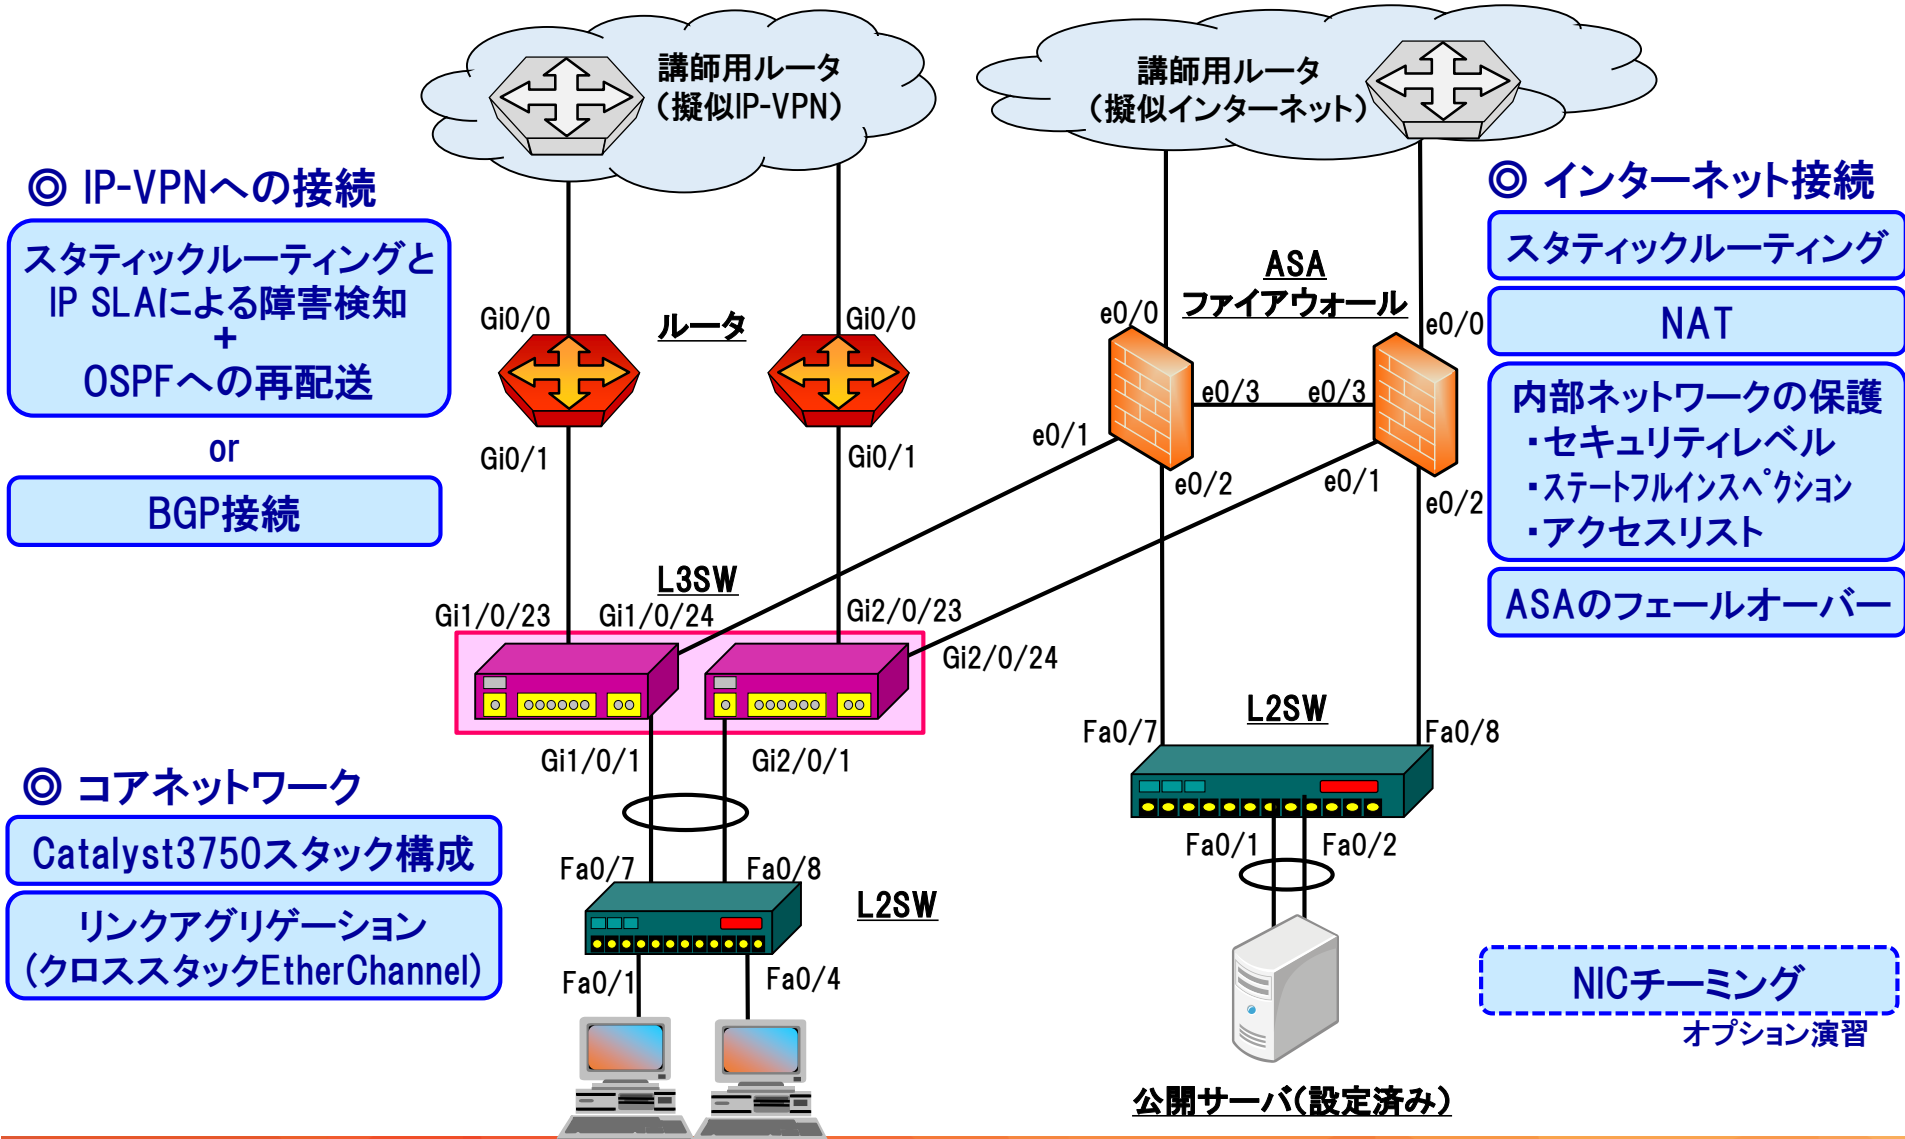 講師用ルータ
（擬似IP-VPN）
講師用ルータ
（擬似インターネット）
◎ IP-VPNへの接続
スタティックルーティングと
IP SLAによる障害検知
+
OSPFへの再配送
or
BGP接続
◎ インターネット接続
スタティックルーティング
NAT
内部ネットワークの保護
・セキュリティレベル
・ｽﾃｰﾄﾌﾙｲﾝｽﾍﾟｸｼｮﾝ
・アクセスリスト
ASAのフェールオーバー
ルータ
Gi0/0
Gi0/0
Gi0/1
Gi0/1
ASA
ファイアウォール
e0/0
e0/0
e0/3
e0/3
e0/1
e0/1
e0/2
e0/2
L3SW
Gi1/0/23
Gi1/0/24
Gi2/0/23
Gi2/0/24
Gi1/0/1
Gi2/0/1
L2SW
Fa0/7
Fa0/8
Fa0/1
Fa0/2
◎ コアネットワーク
Catalyst3750スタック構成
リンクアグリゲーション
(クロススタックEtherChannel)
Fa0/7
Fa0/8
L2SW
Fa0/1
Fa0/4
NICチーミング
オプション演習
公開サーバ（設定済み）